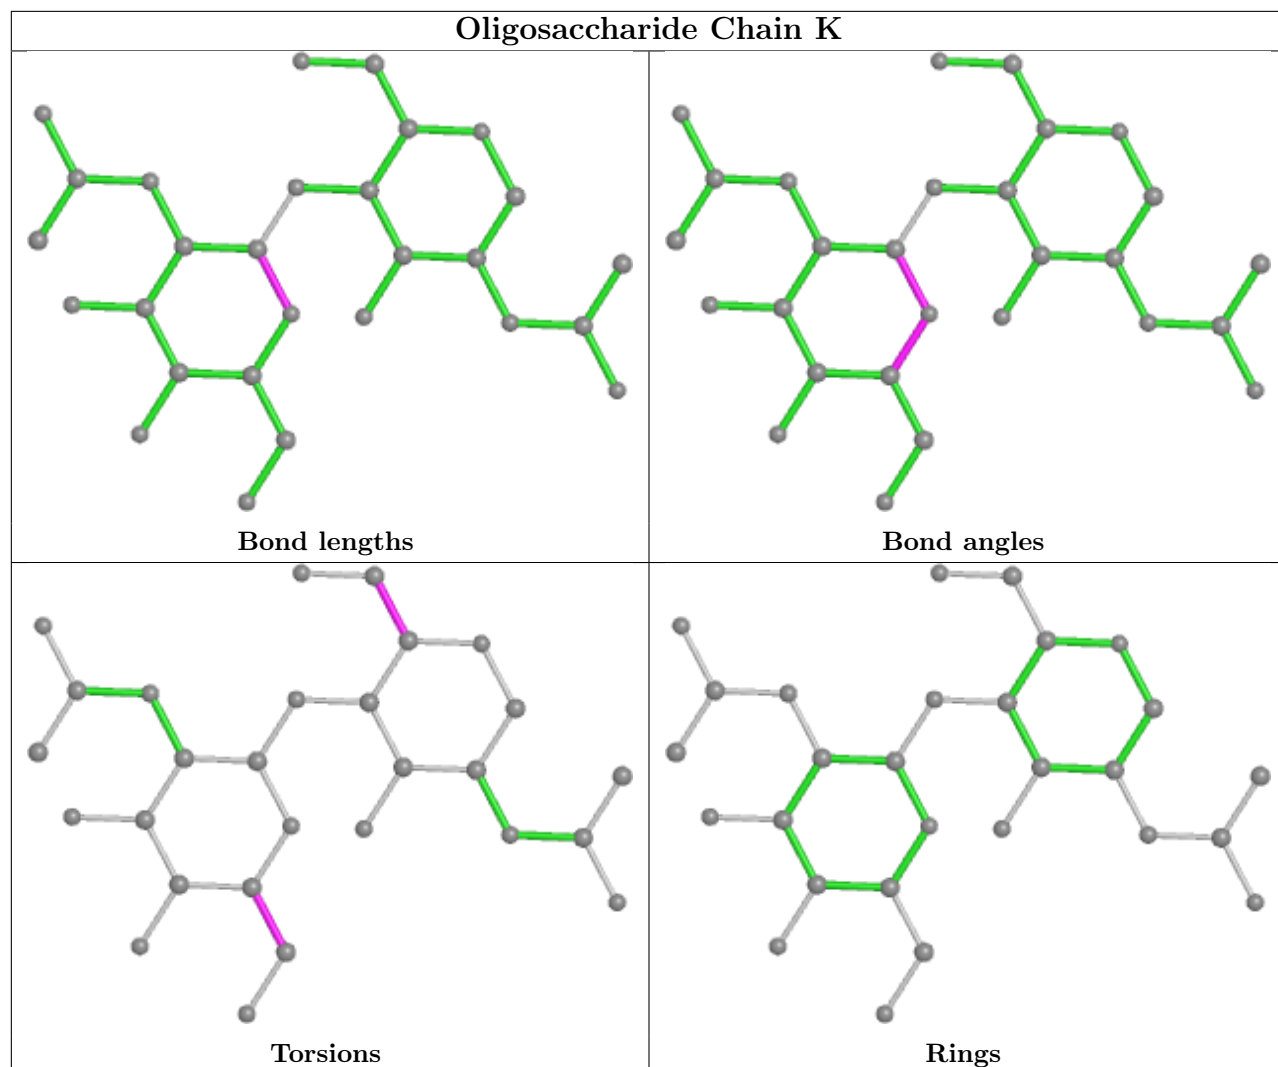 Oligosaccharide Chain K
Bond lengths
Bond angles
Torsions
Rings